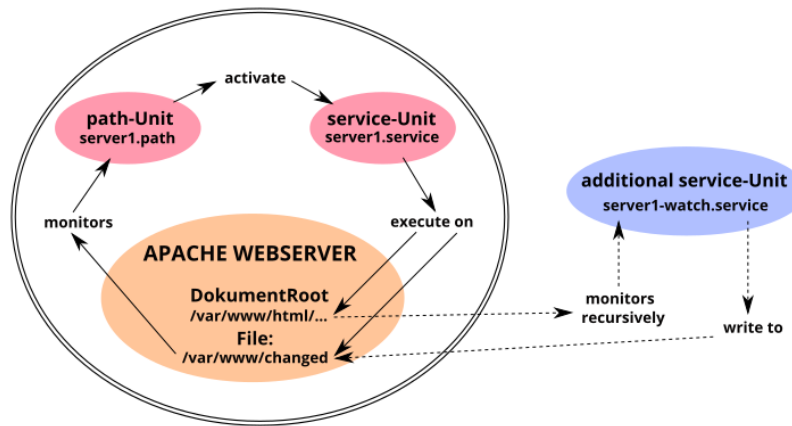 activate
path-Unit
server1.path
service-Unit
server1.service
additional service-Unit
server1-watch.service
monitors
execute on
APACHE WEBSERVER
DokumentRoot
/var/www/html/...
File:
/var/www/changed
monitors
recursively
write to